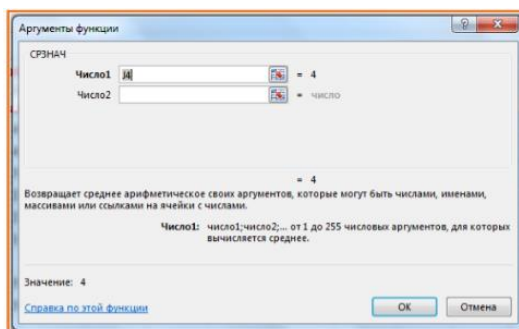 Аргументы функции
СРЗНАЧ
Число1 J4 = 4
Число2 = число
= 4
Возвращает среднее арифметическое своих аргументов, которые могут быть числами, именами,
массивами или ссылками на ячейки с числами.
Число1: число1;число2;... от 1 до 255 числовых аргументов, для которых
вычисляется среднее.
Значение: 4
Справка по этой функции
ОК
Отмена